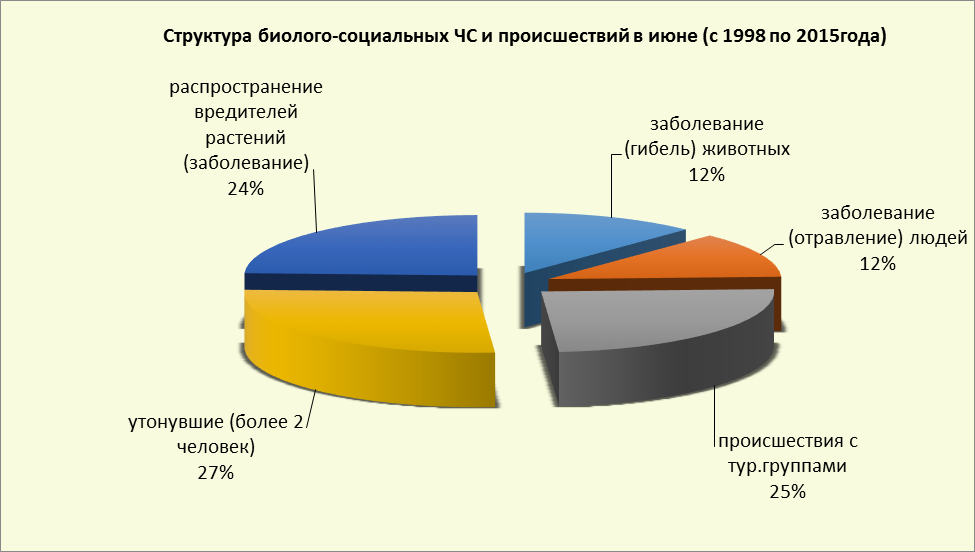 Структура биолого-социальных ЧС и происшествий в июне (с 1998 по 2015года)
распространение
вредителей
растений
(заболевание)
24%
заболевание
(гибель) животных
12%
заболевание
(отравление) людей
12%
утонувшие (более 2
человек)
27%
происшествия с
тур.группами
25%